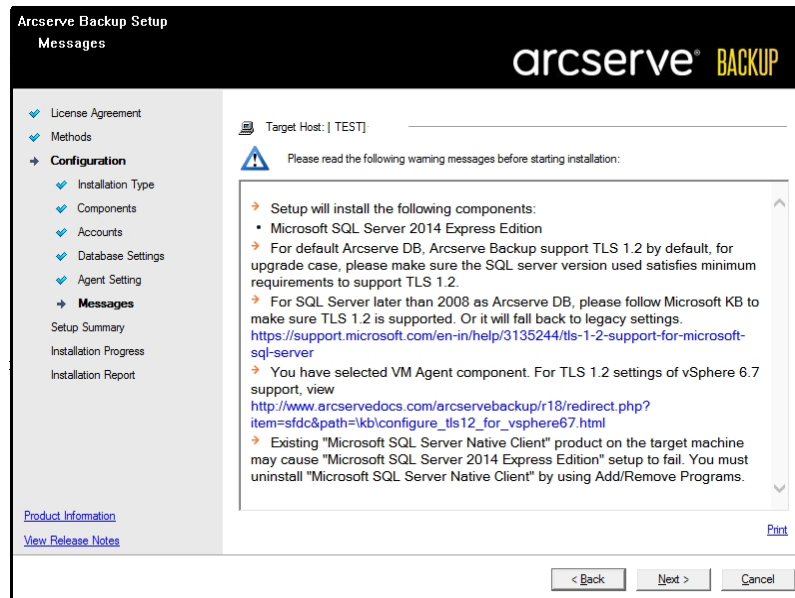 Arcserve Backup Setup
Messages
arcserve® BACKUP
License Agreement
Methods
Configuration
Installation Type
Components
Accounts
Database Settings
Agent Setting
Messages
Setup Summary
Installation Progress
Installation Report
Product Information
View Release Notes
Target Host: [ TEST]
Please read the following warning messages before starting installation:
Setup will install the following components:
• Microsoft SQL Server 2014 Express Edition
For default Arcserve DB, Arcserve Backup support TLS 1.2 by default, for
upgrade case, please make sure the SQL server version used satisfies minimum
requirements to support TLS 1.2.
For SQL Server later than 2008 as Arcserve DB, please follow Microsoft KB to
make sure TLS 1.2 is supported. Or it will fall back to legacy settings.
https://support.microsoft.com/en-in/help/3135244/tls-1-2-support-for-microsoft-
sql-server
You have selected VM Agent component. For TLS 1.2 settings of vSphere 6.7
support, view
http://www.arcservedocs.com/arcservebackup/r18/redirect.php?
item=sfdc&path=\kb\configure_tls12_for_vsphere67.html
Existing "Microsoft SQL Server Native Client" product on the target machine
may cause "Microsoft SQL Server 2014 Express Edition" setup to fail. You must
uninstall "Microsoft SQL Server Native Client" by using Add/Remove Programs.
Print
< Back
Next >
Cancel